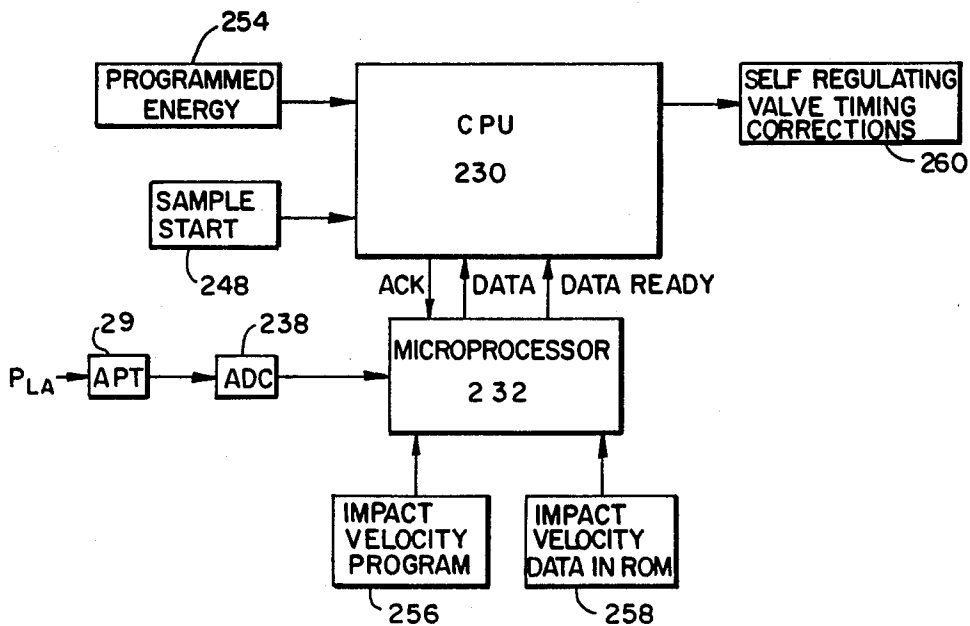 254
PROGRAMMED
ENERGY
CPU
230
SELF REGULATING
VALVE TIMING
CORRECTIONS
260
SAMPLE
START
248
ACK
DATA
DATA READY
29
238
PLA
APT
ADC
MICROPROCESSOR
232
IMPACT
VELOCITY
PROGRAM
256
IMPACT
VELOCITY
DATA IN ROM
258